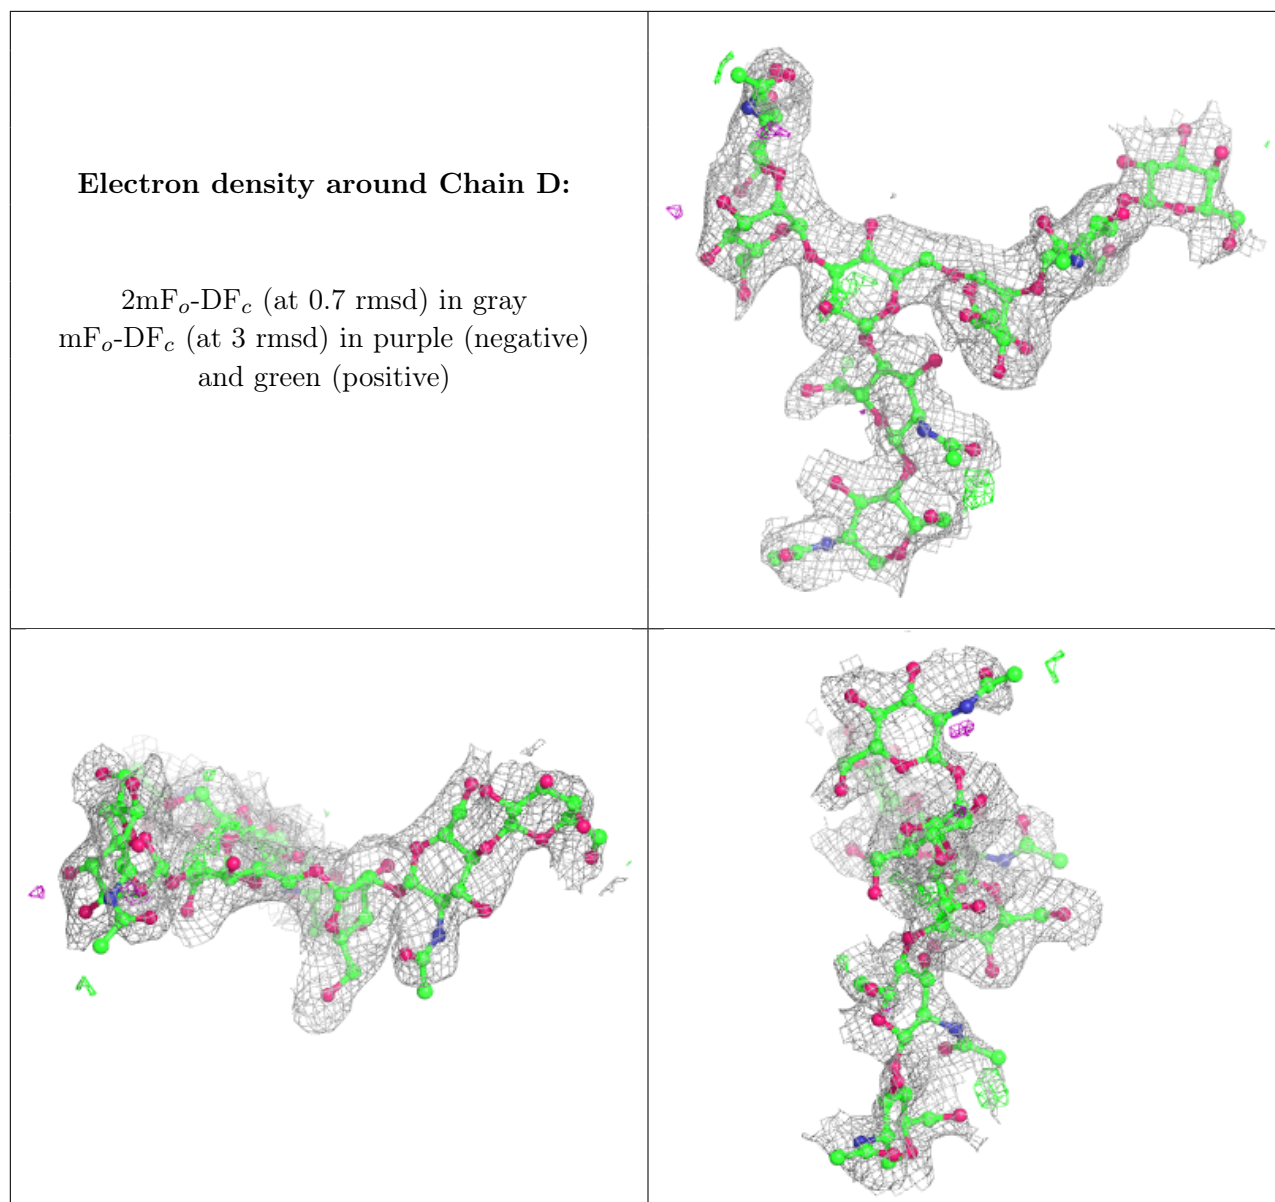 Electron density around Chain D:
2mFₒ-DF𝒸 (at 0.7 rmsd) in gray
mFₒ-DF𝒸 (at 3 rmsd) in purple (negative)
and green (positive)